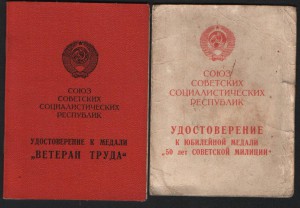 СОЮЗ
СОВЕТСКИХ
СОЦИАЛИСТИЧЕСКИХ
РЕСПУБЛИК
УДОСТОВЕРЕНИЕ К МЕДАЛИ
„ВЕТЕРАН ТРУДА“
СОЮЗ
СОВЕТСКИХ
СОЦИАЛИСТИЧЕСКИХ
РЕСПУБЛИК
УДОСТОВЕРЕНИЕ
К ЮБИЛЕЙНОЙ МЕДАЛИ
„50 лет СОВЕТСКОЙ МИЛИЦИИ“